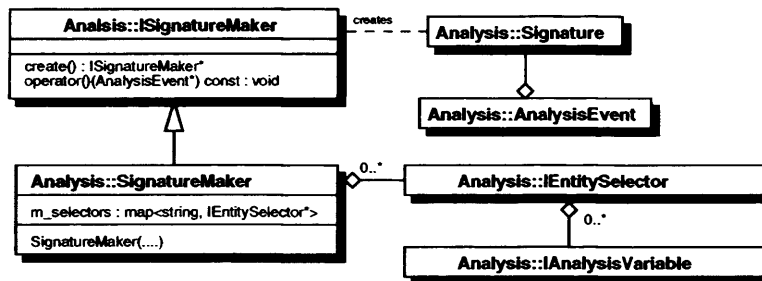 Analsis::ISignatureMaker
create() : ISignatureMaker*
operator()(AnalysisEvent*) const : void
creates
Analysis::Signature
Analysis::AnalysisEvent
Analysis::SignatureMaker
m_selectors : map<string, IEntitySelector*>
SignatureMaker(....)
0..*
Analysis::IEntitySelector
0..*
Analysis::IAnalysisVariable